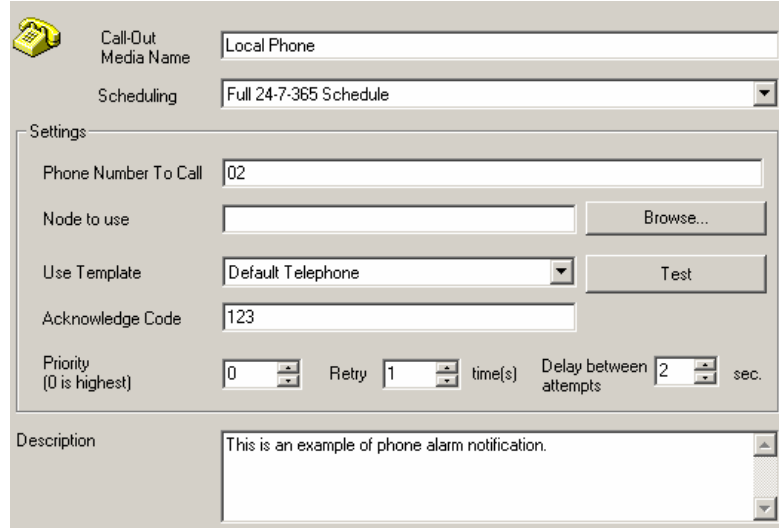 Call-Out
Media Name
Local Phone
Scheduling
Full 24-7-365 Schedule
Settings
Phone Number To Call
02
Node to use
Browse...
Use Template
Default Telephone
Test
Acknowledge Code
123
Priority
(0 is highest)
0
Retry
1
time(s)
Delay between
attempts
2
sec.
Description
This is an example of phone alarm notification.